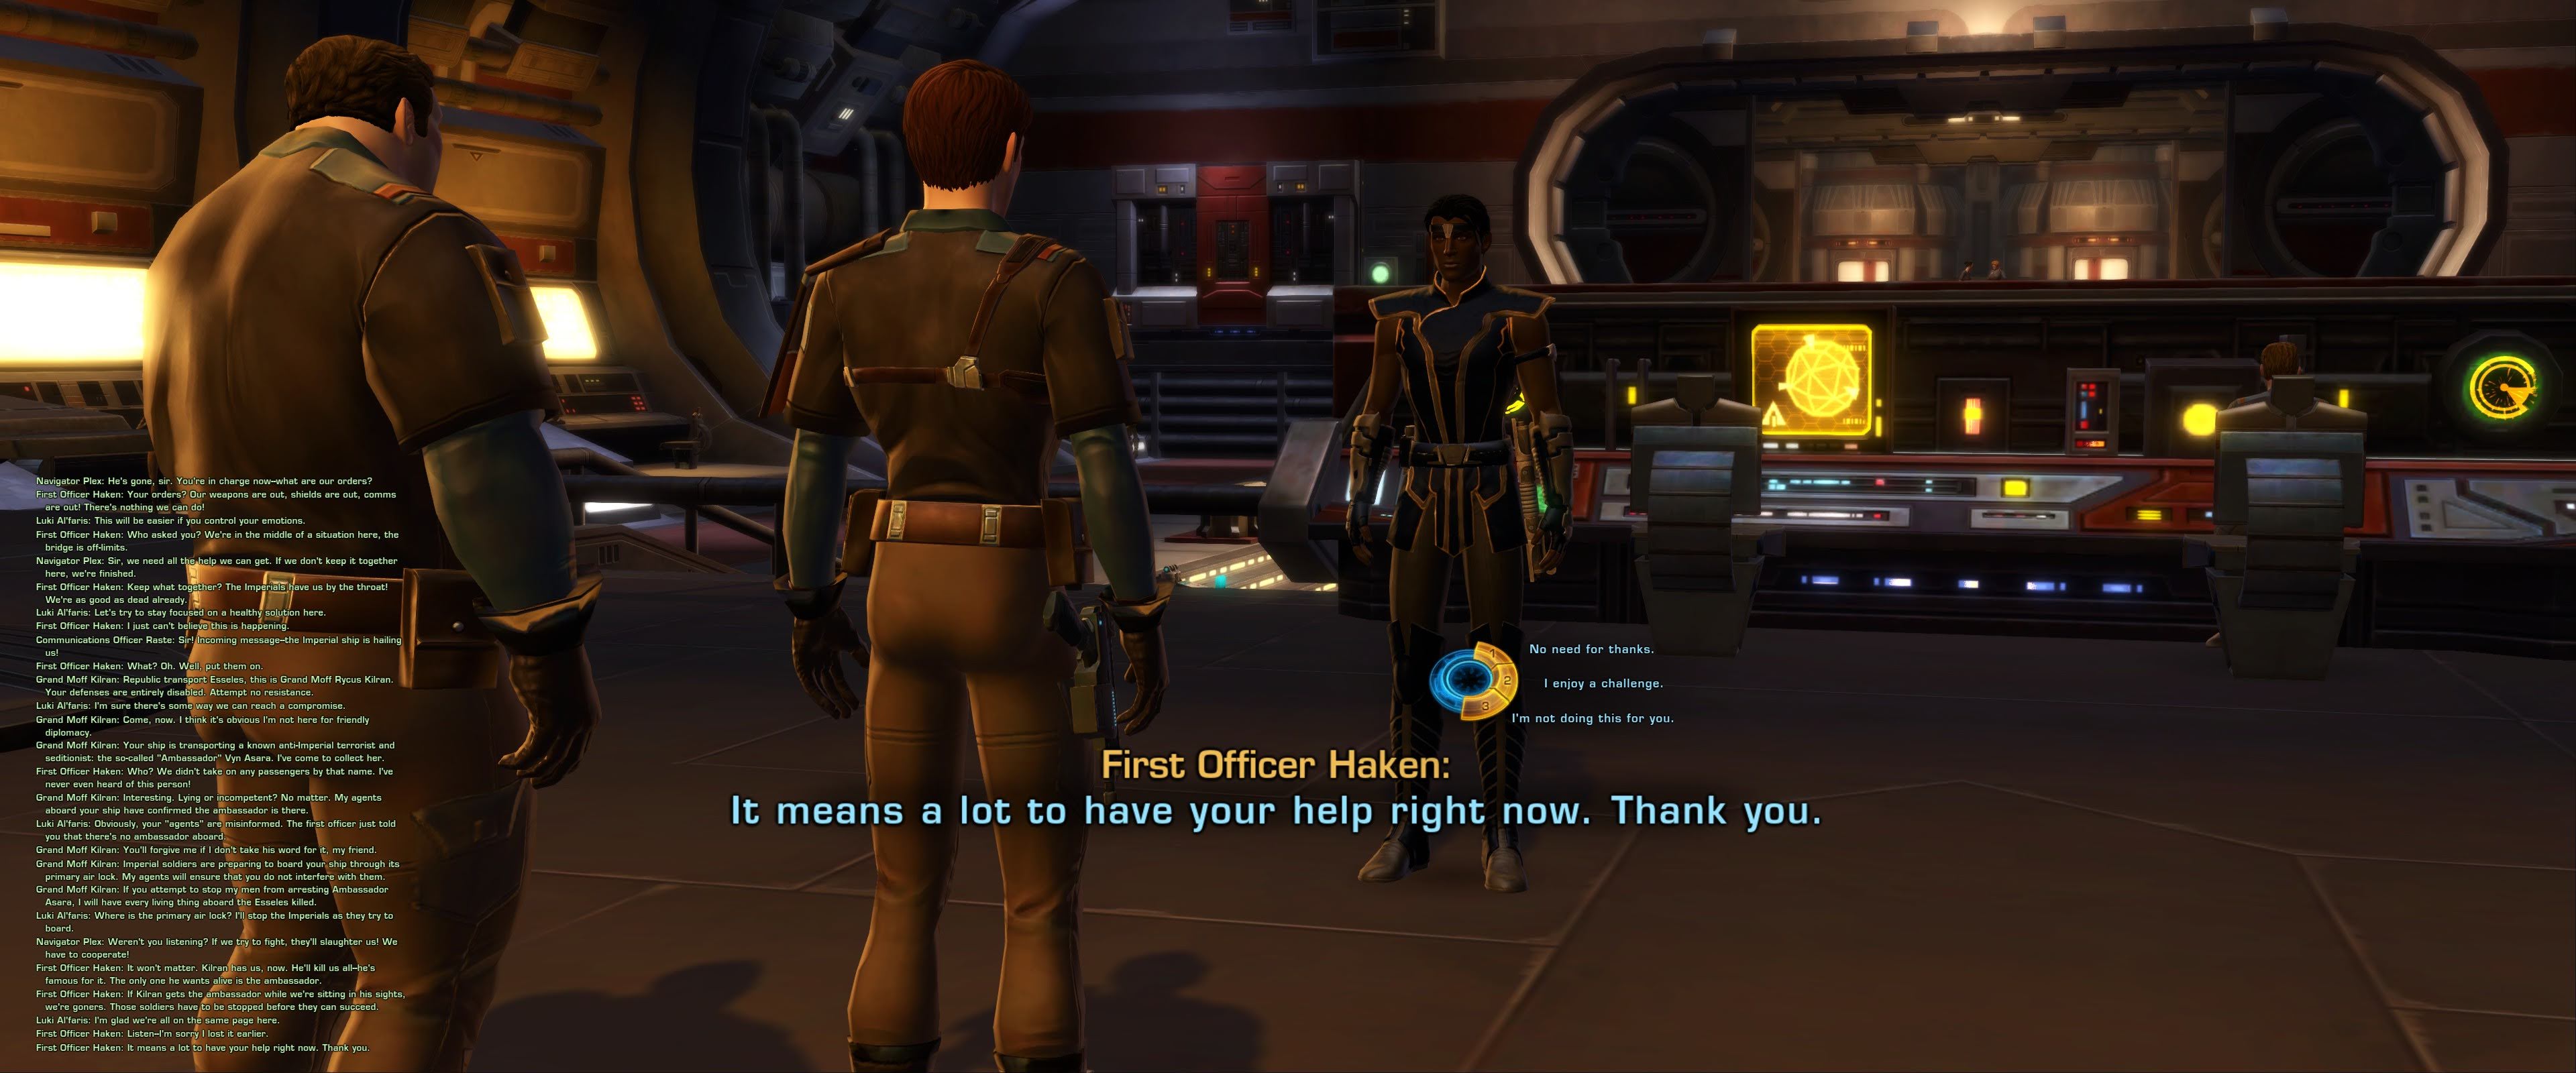 Navigator Plex: He's gone, sir. You're in charge now—what are our orders?
First Officer Haken: Your orders? Our weapons are out, shields are out, comms
are out! There's nothing we can do!
Luki Al'faris: This will be easier if you control your emotions.
First Officer Haken: Who asked you? We're in the middle of a situation here, the
bridge is off-limits.
Navigator Plex: Sir, we need all the help we can get. If we don't keep it together
here, we're finished.
First Officer Haken: Keep what together? The Imperials have us by the throat!
We're as good as dead already.
Luki Al'faris: Let's try to stay focused on a healthy solution here.
First Officer Haken: I just can't believe this is happening.
Communications Officer Raste: Sir! Incoming message—the Imperial ship is hailing
us!
First Officer Haken: What? Oh. Well, put them on.
Grand Moff Kilran: Republic transport Esseles, this is Grand Moff Rycus Kilran.
Your defenses are entirely disabled. Attempt no resistance.
Luki Al'faris: I'm sure there's some way we can reach a compromise.
Grand Moff Kilran: Come, now. I think it's obvious I'm not here for friendly
diplomacy.
Grand Moff Kilran: Your ship is transporting a known anti-Imperial terrorist and
seditionist: the so-called "Ambassador" Vyn Asara. I've come to collect her.
First Officer Haken: Who? We didn't take on any passengers by that name. I've
never even heard of this person!
Grand Moff Kilran: Interesting. Lying or incompetent? No matter. My agents
aboard your ship have confirmed the ambassador is there.
Luki Al'faris: Obviously, your "agents" are misinformed. The first officer just told
you that there's no ambassador aboard.
Grand Moff Kilran: You'll forgive me if I don't take his word for it, my friend.
Grand Moff Kilran: Imperial soldiers are preparing to board your ship through its
primary air lock. My agents will ensure that you do not interfere with them.
Grand Moff Kilran: If you attempt to stop my men from arresting Ambassador
Asara, I will have every living thing aboard the Esseles killed.
Luki Al'faris: Where is the primary air lock? I'll stop the Imperials as they try to
board.
Navigator Plex: Weren't you listening? If we try to fight, they'll slaughter us! We
have to cooperate!
First Officer Haken: It won't matter. Kilran has us, now. He'll kill us all—he's
famous for it. The only one he wants alive is the ambassador.
First Officer Haken: If Kilran gets the ambassador while we're sitting in his sights,
we're goners. Those soldiers have to be stopped before they can succeed.
Luki Al'faris: I'm glad we're all on the same page here.
First Officer Haken: Listen—I'm sorry I lost it earlier.
First Officer Haken: It means a lot to have your help right now. Thank you.
1 No need for thanks.
2 I enjoy a challenge.
3 I'm not doing this for you.
First Officer Haken:
It means a lot to have your help right now. Thank you.